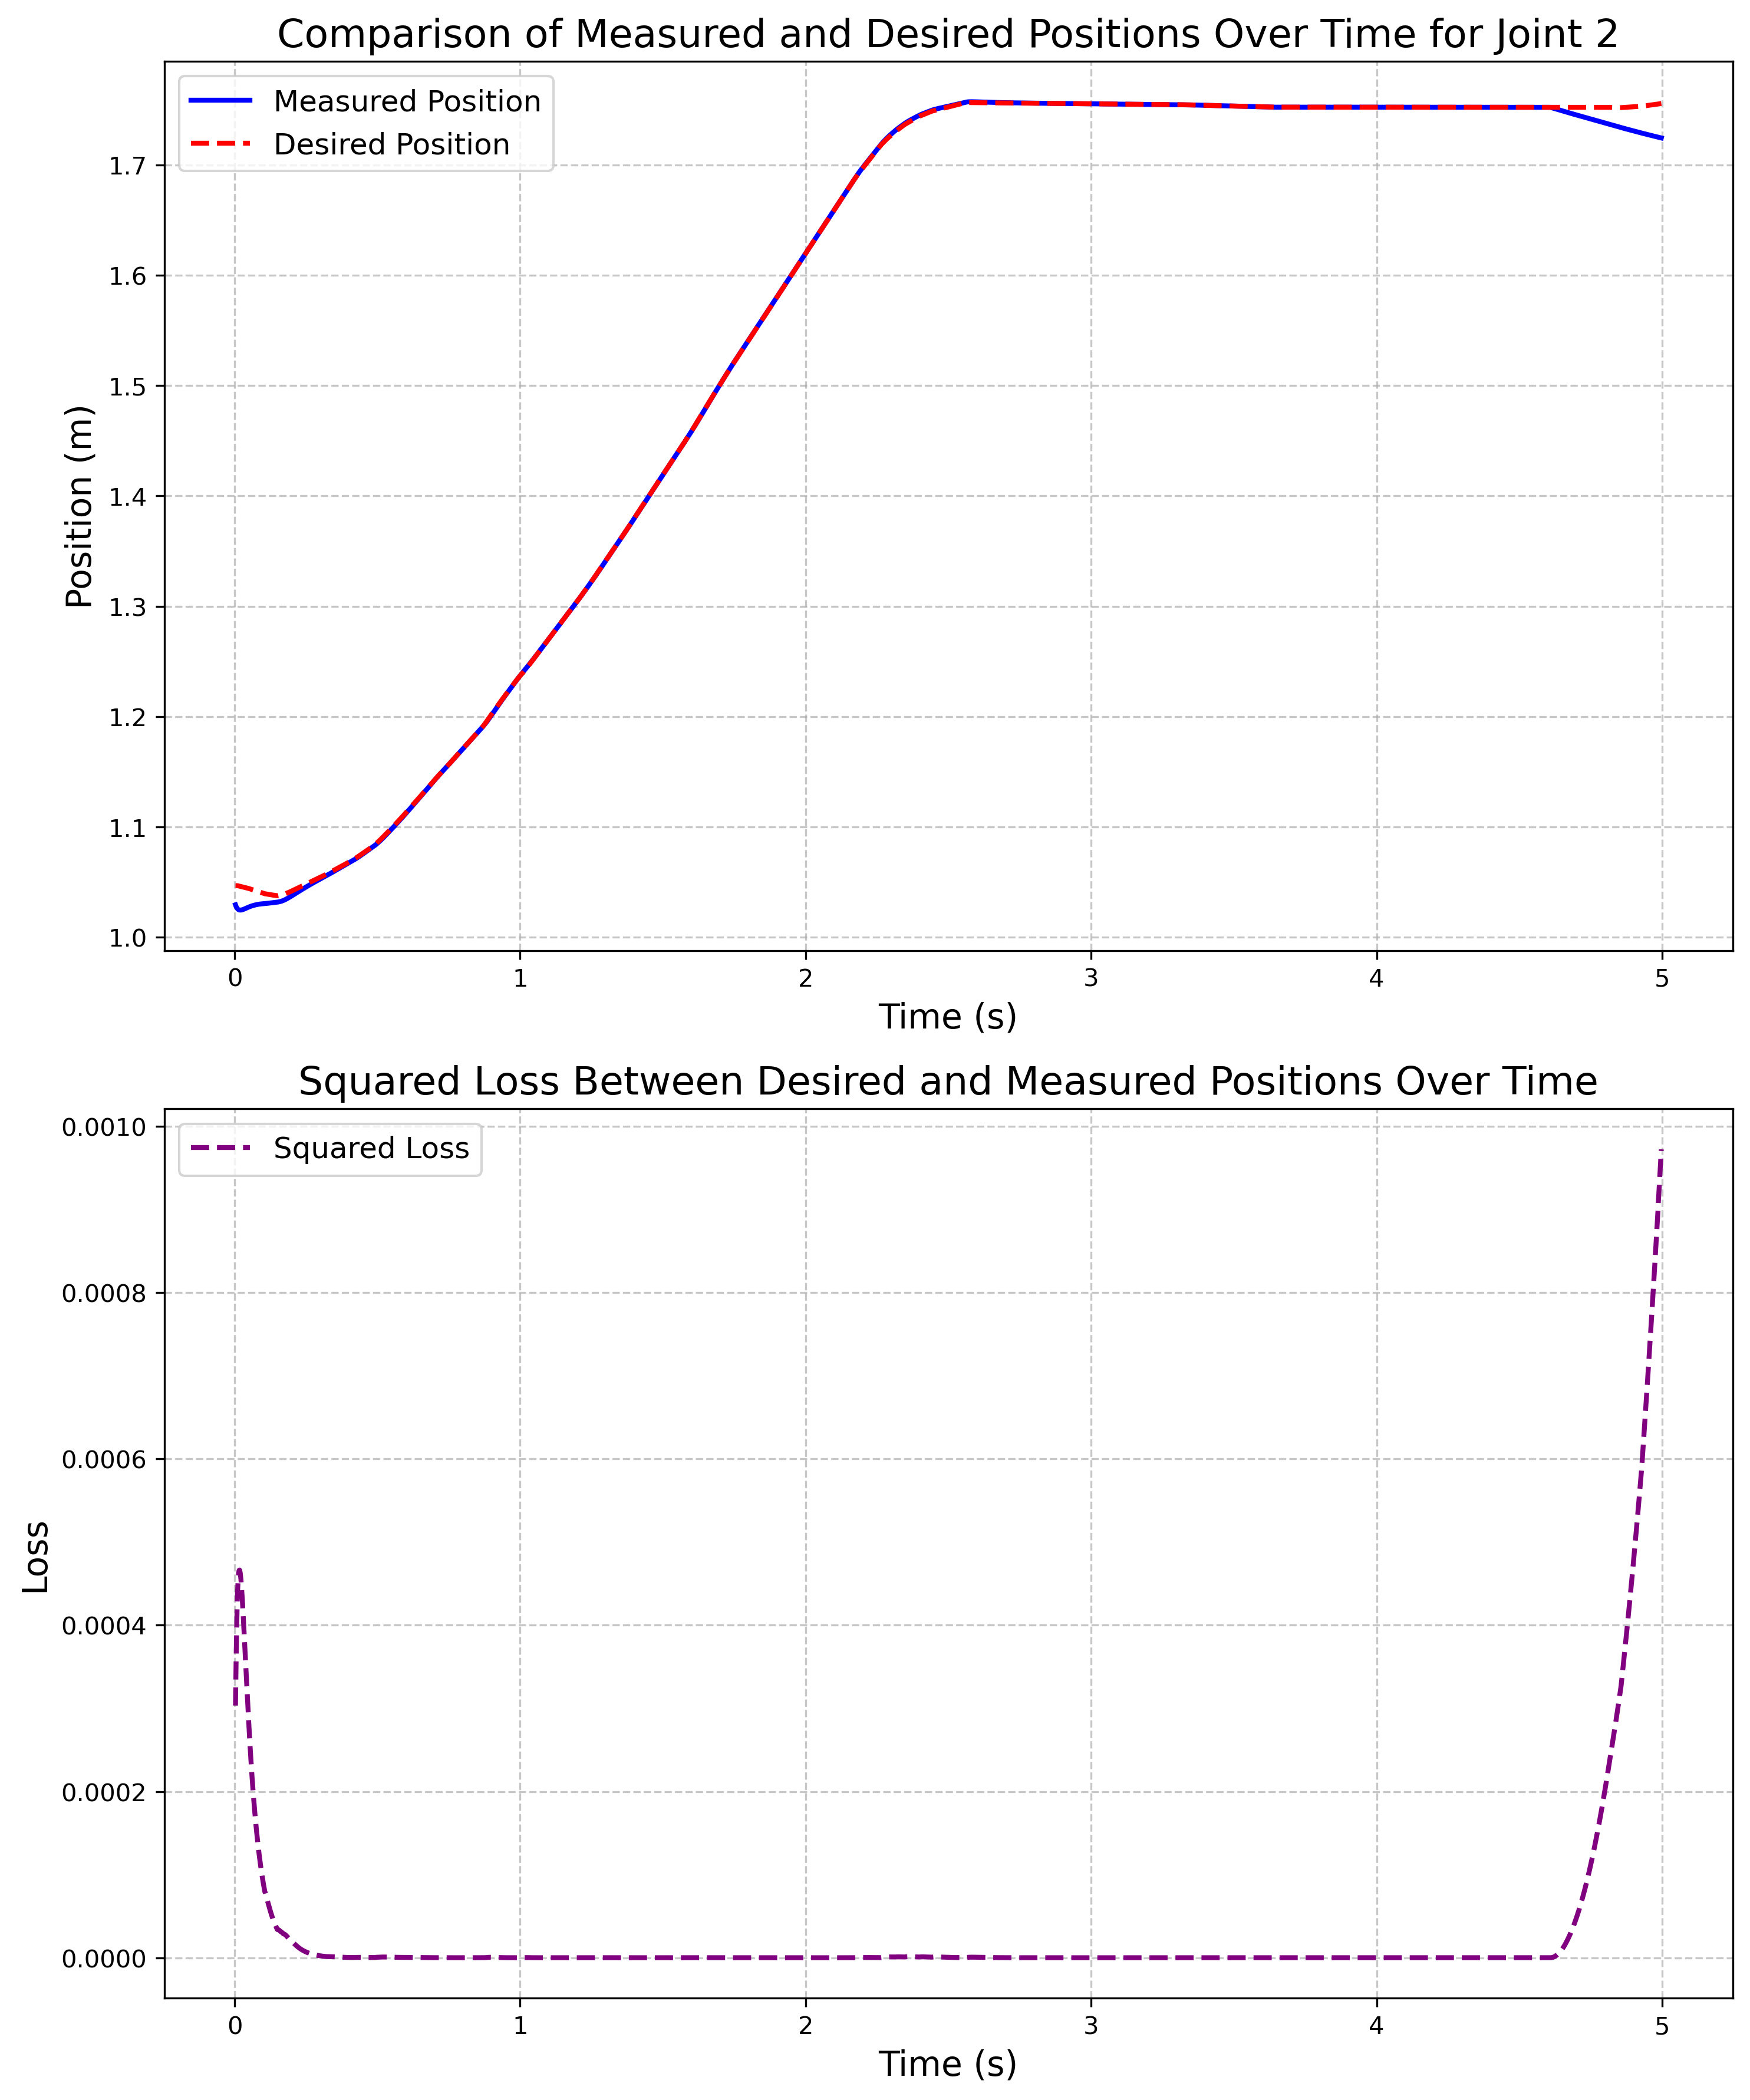 Comparison of Measured and Desired Positions Over Time for Joint 2
Measured Position
Desired Position
Position (m)
1.7
1.6
1.5
1.4
1.3
1.2
1.1
1.0
0 1 2 3 4 5
Time (s)
Squared Loss Between Desired and Measured Positions Over Time
Squared Loss
Loss
0.0010
0.0008
0.0006
0.0004
0.0002
0.0000
0 1 2 3 4 5
Time (s)